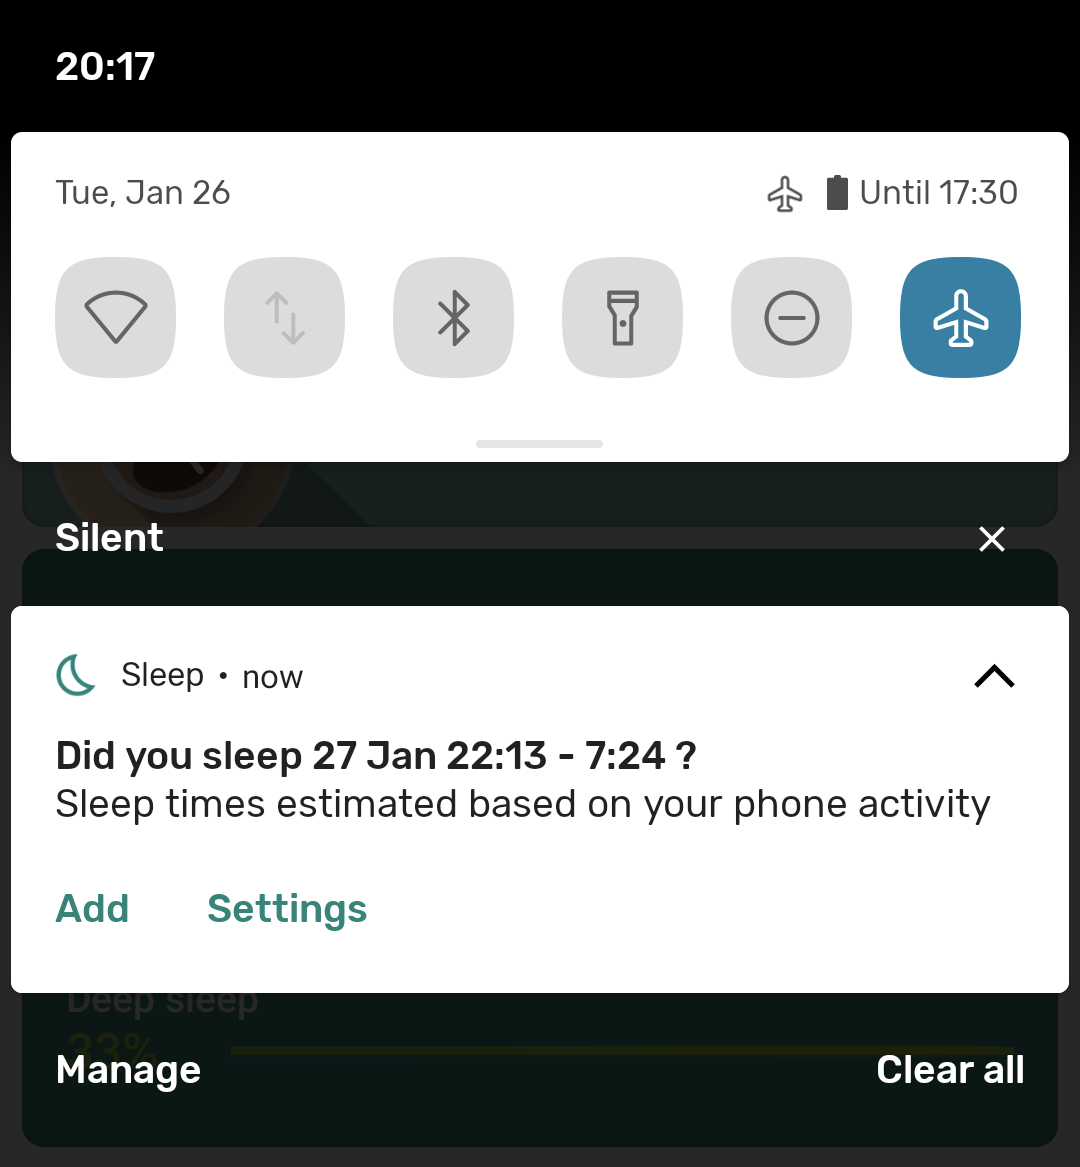 20:17
Tue, Jan 26
Until 17:30
Silent
Sleep • now
Did you sleep 27 Jan 22:13 - 7:24 ?
Sleep times estimated based on your phone activity
Add Settings
Deep sleep
33%
Manage Clear all